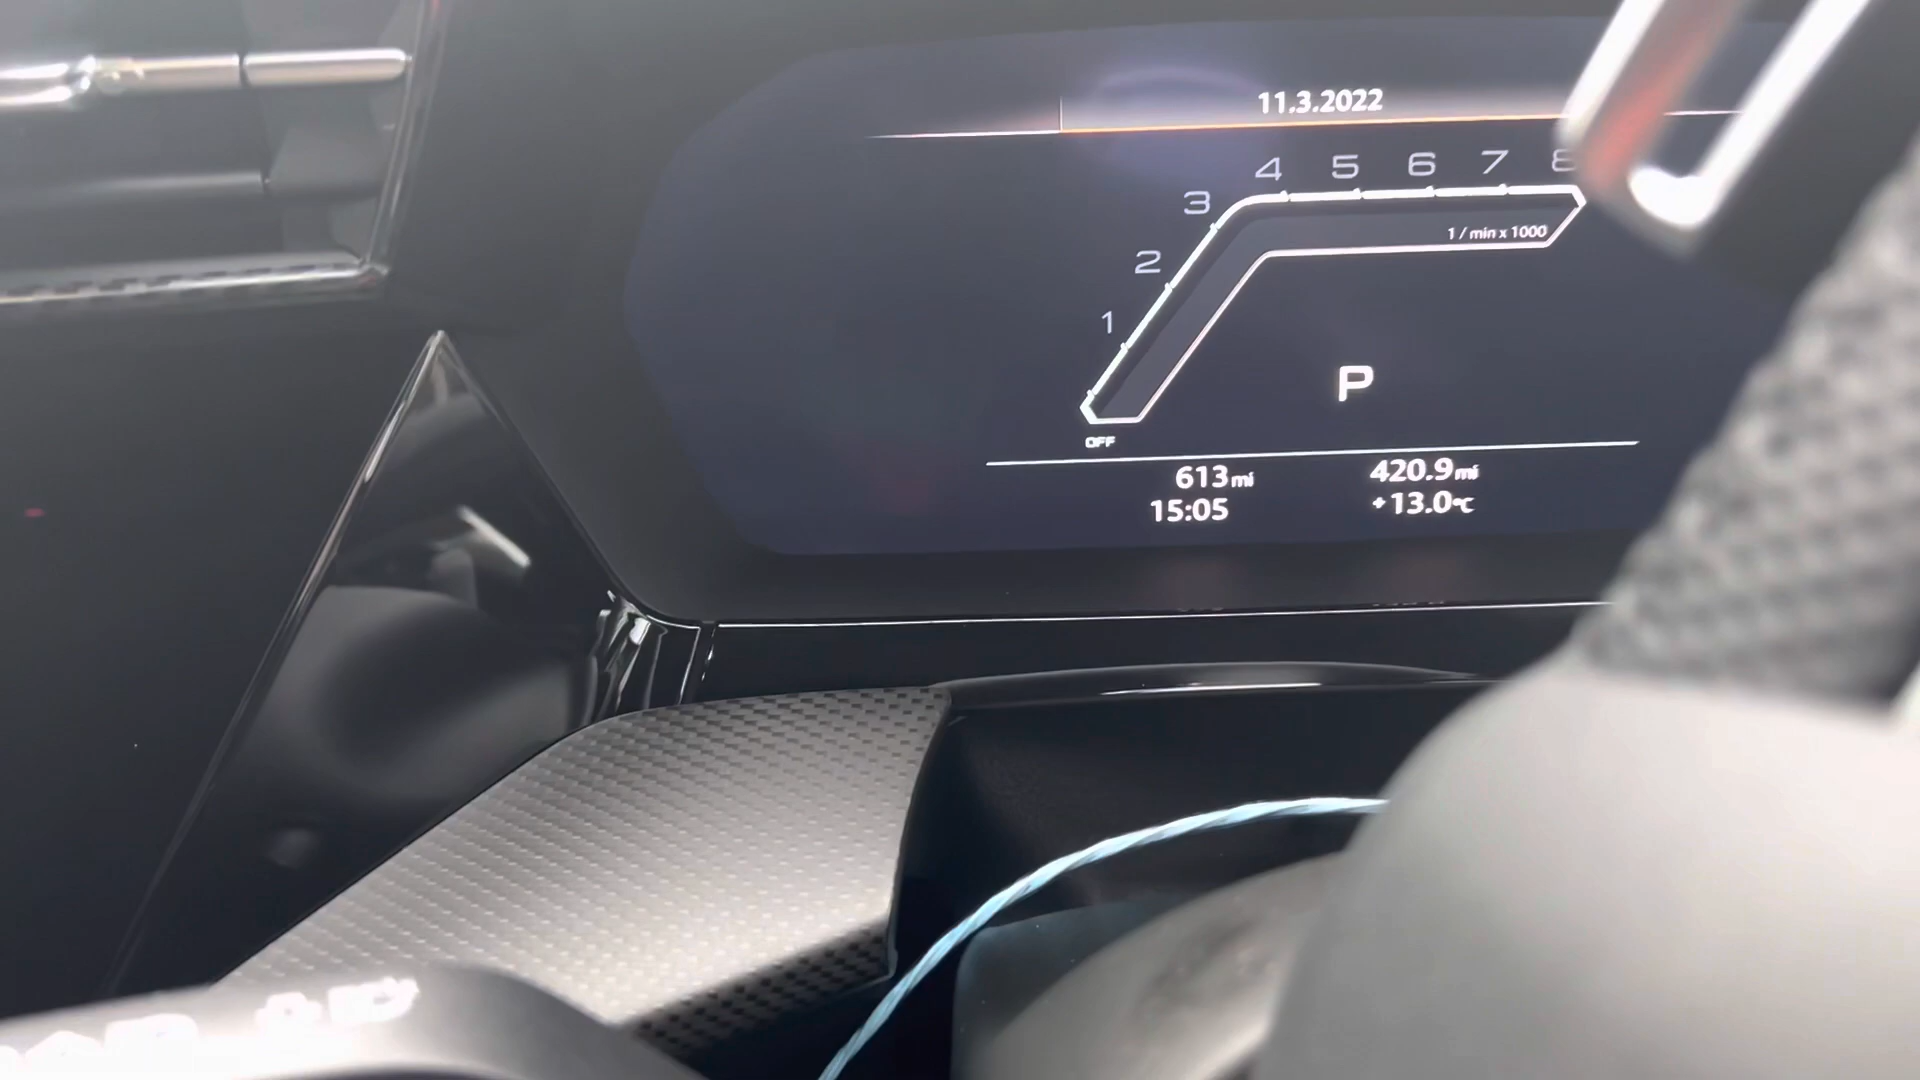 11.3.2022
4 5 6 7 8
3
2
1
1 / min x 1000
P
OFF
613mi 420.9mi
15:05 +13.0°C